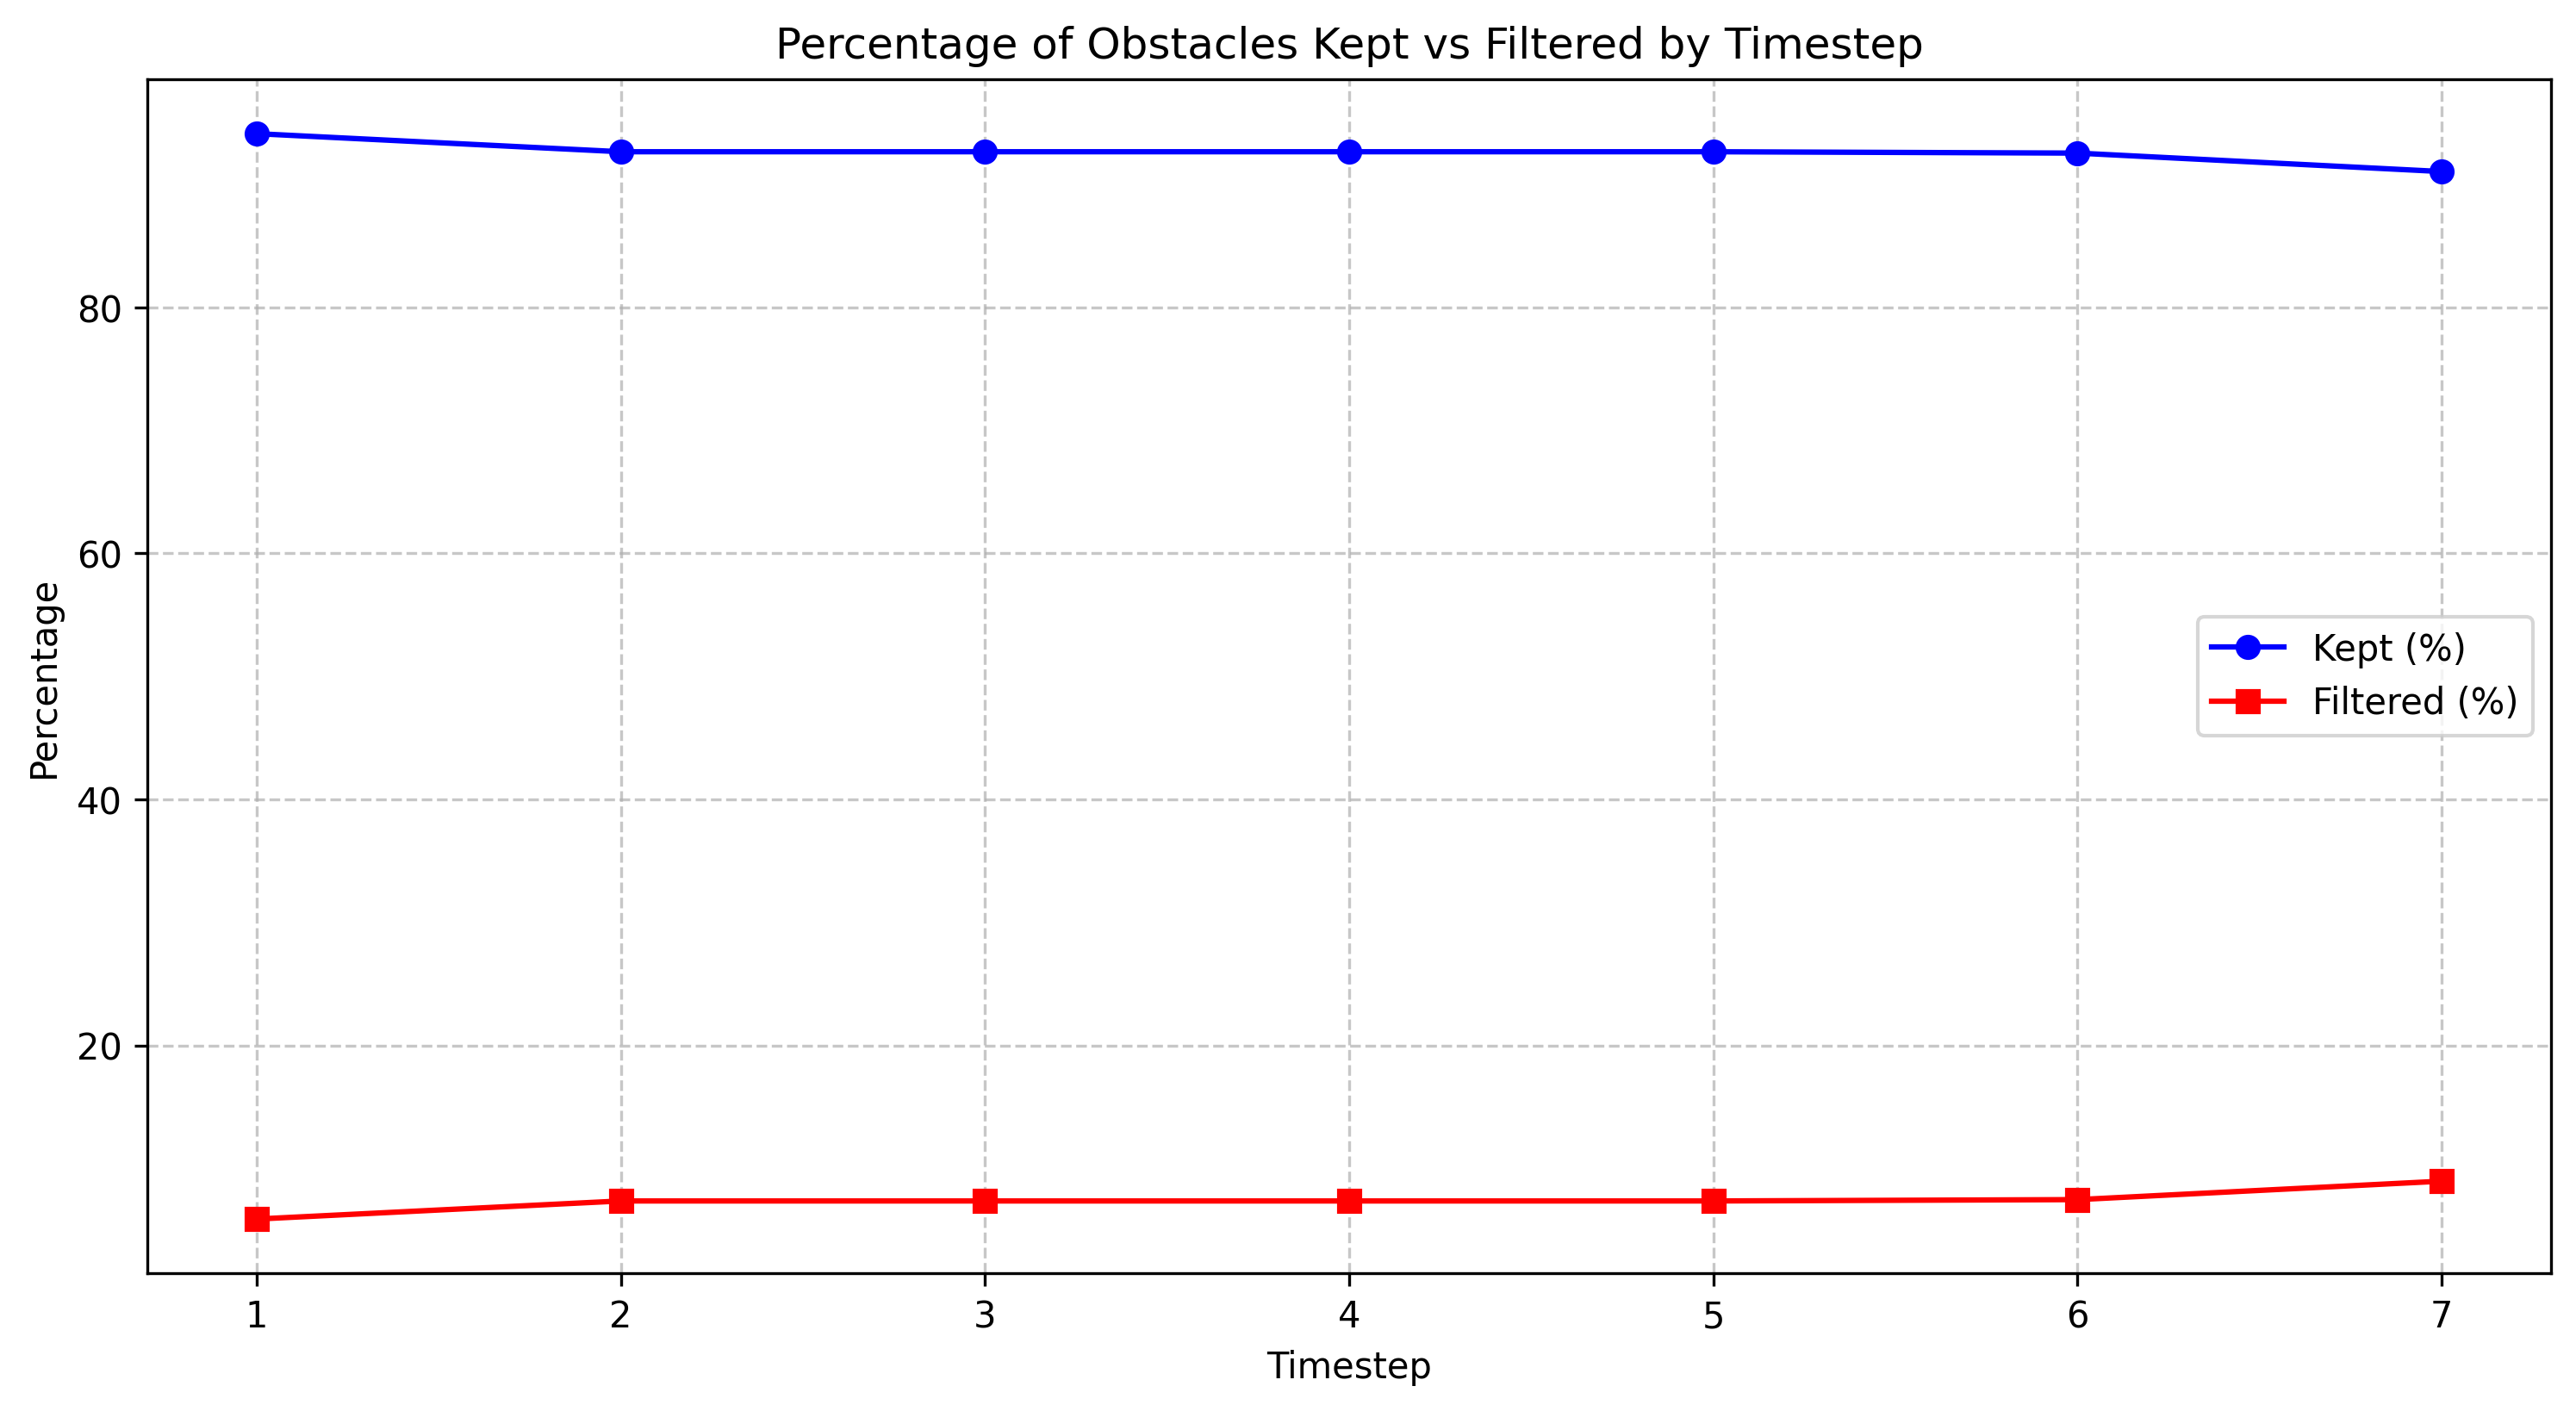 Percentage of Obstacles Kept vs Filtered by Timestep
Percentage
80
60
40
20
Kept (%)
Filtered (%)
1 2 3 4 5 6 7
Timestep